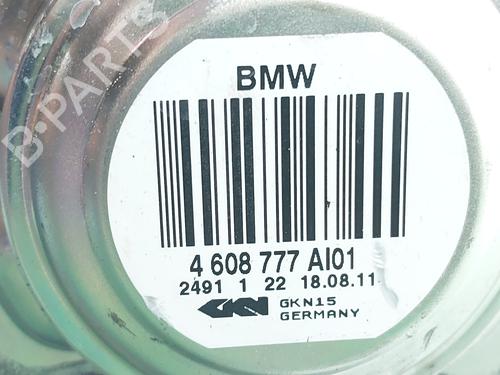 BMW
B-PARTS
4 608 777 AI01
2491 1 22 18.08.11
GKN GKN15
GERMANY